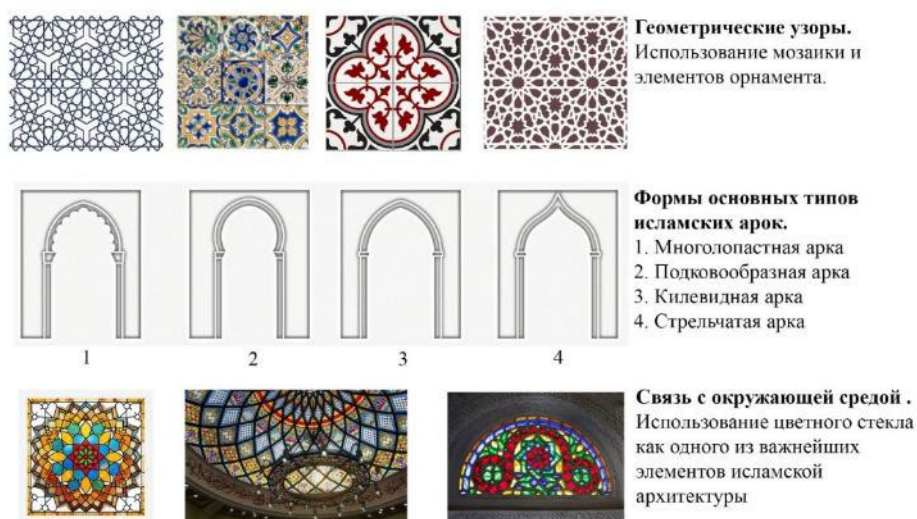 Геометрические узоры.
Использование мозаики и
элементов орнамента.
Формы основных типов
исламских арок.
1. Многолопастная арка
2. Подковообразная арка
3. Килевидная арка
4. Стрельчатая арка
1 2 3 4
Связь с окружающей средой .
Использование цветного стекла
как одного из важнейших
элементов исламской
архитектуры